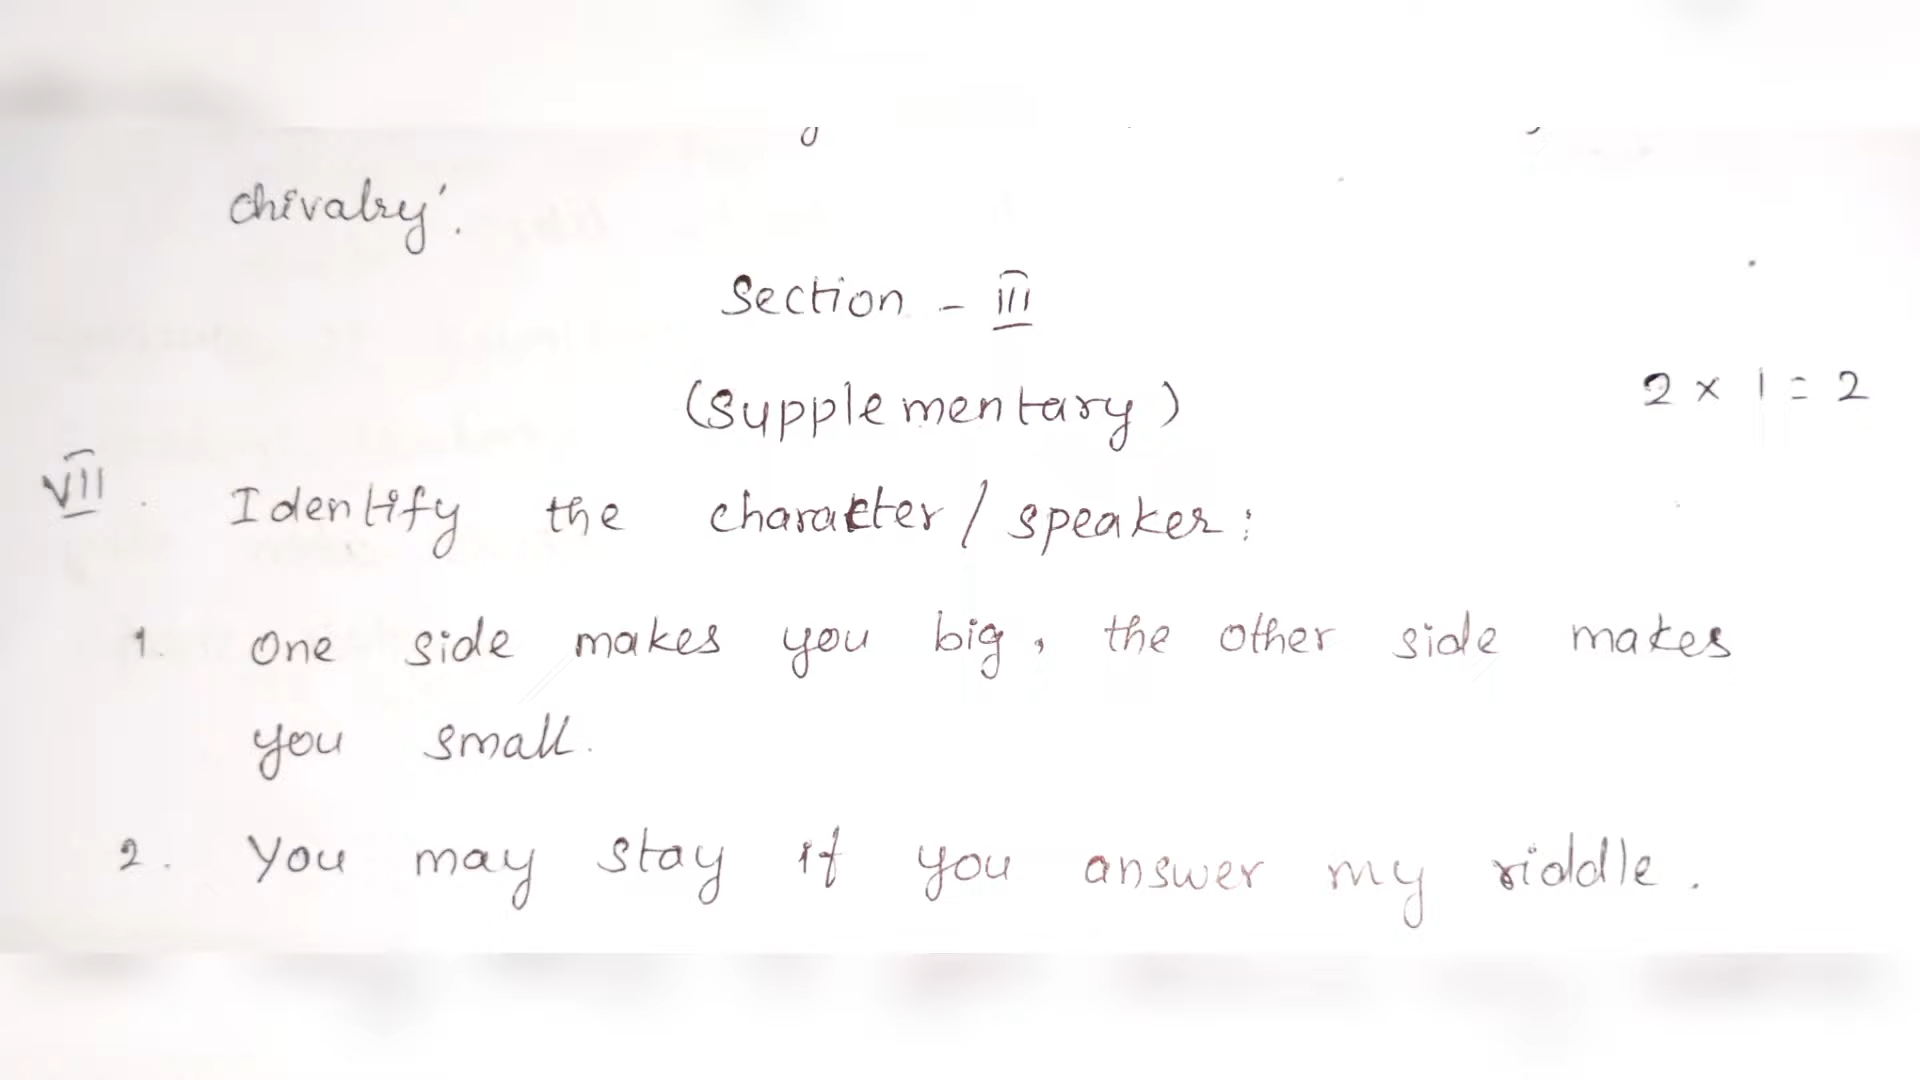 chivalry'.
Section - III
(Supplementary)
2 x 1 = 2
VII. Identify the character / speaker :
1. One side makes you big, the other side makes
you small.
2. You may stay if you answer my riddle.